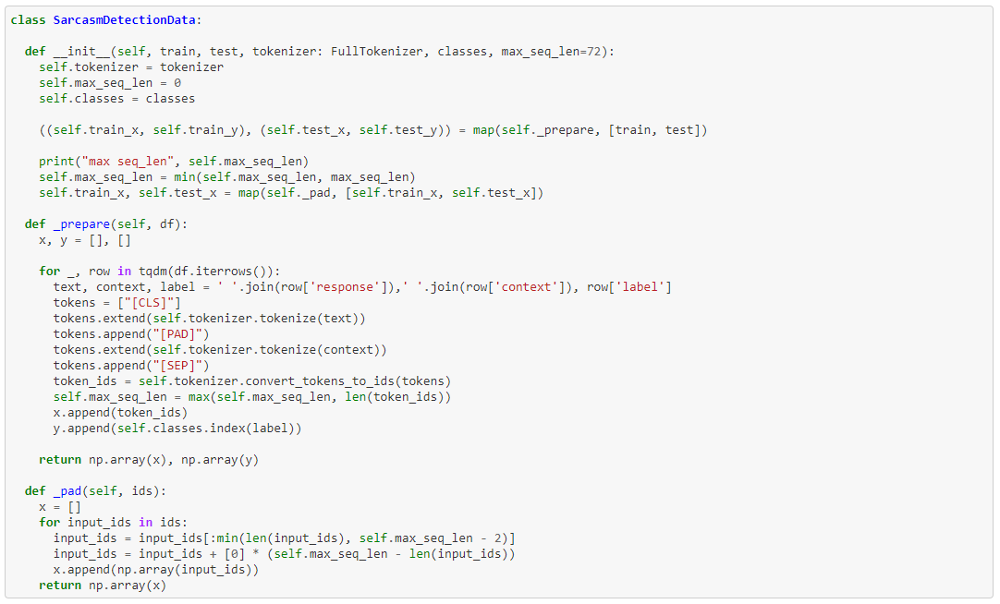 class SarcasmDetectionData:

  def __init__(self, train, test, tokenizer: FullTokenizer, classes, max_seq_len=72):
    self.tokenizer = tokenizer
    self.max_seq_len = 0
    self.classes = classes

    ((self.train_x, self.train_y), (self.test_x, self.test_y)) = map(self._prepare, [train, test])

    print("max seq_len", self.max_seq_len)
    self.max_seq_len = min(self.max_seq_len, max_seq_len)
    self.train_x, self.test_x = map(self._pad, [self.train_x, self.test_x])

  def _prepare(self, df):
    x, y = [], []

    for _, row in tqdm(df.iterrows()):
      text, context, label = ' '.join(row['response']),' '.join(row['context']), row['label']
      tokens = ["[CLS]"]
      tokens.extend(self.tokenizer.tokenize(text))
      tokens.append("[PAD]")
      tokens.extend(self.tokenizer.tokenize(context))
      tokens.append("[SEP]")
      token_ids = self.tokenizer.convert_tokens_to_ids(tokens)
      self.max_seq_len = max(self.max_seq_len, len(token_ids))
      x.append(token_ids)
      y.append(self.classes.index(label))

    return np.array(x), np.array(y)

  def _pad(self, ids):
    x = []
    for input_ids in ids:
      input_ids = input_ids[:min(len(input_ids), self.max_seq_len - 2)]
      input_ids = input_ids + [0] * (self.max_seq_len - len(input_ids))
      x.append(np.array(input_ids))
    return np.array(x)